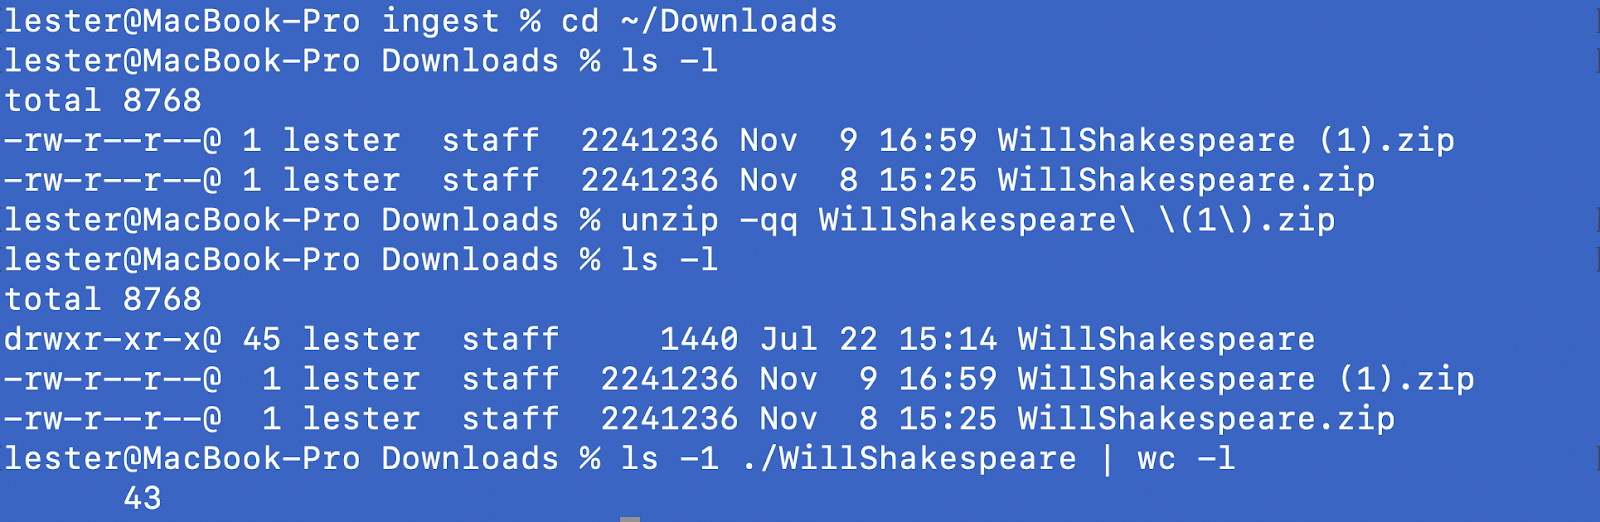 lester@MacBook-Pro ingest % cd ~/Downloads
lester@MacBook-Pro Downloads % ls -l
total 8768
-rw-r--r--@ 1 lester  staff  2241236 Nov  9 16:59 WillShakespeare (1).zip
-rw-r--r--@ 1 lester  staff  2241236 Nov  8 15:25 WillShakespeare.zip
lester@MacBook-Pro Downloads % unzip -qq WillShakespeare\ \(1\).zip
lester@MacBook-Pro Downloads % ls -l
total 8768
drwxr-xr-x@ 45 lester  staff     1440 Jul 22 15:14 WillShakespeare
-rw-r--r--@  1 lester  staff  2241236 Nov  9 16:59 WillShakespeare (1).zip
-rw-r--r--@  1 lester  staff  2241236 Nov  8 15:25 WillShakespeare.zip
lester@MacBook-Pro Downloads % ls -1 ./WillShakespeare | wc -l
      43